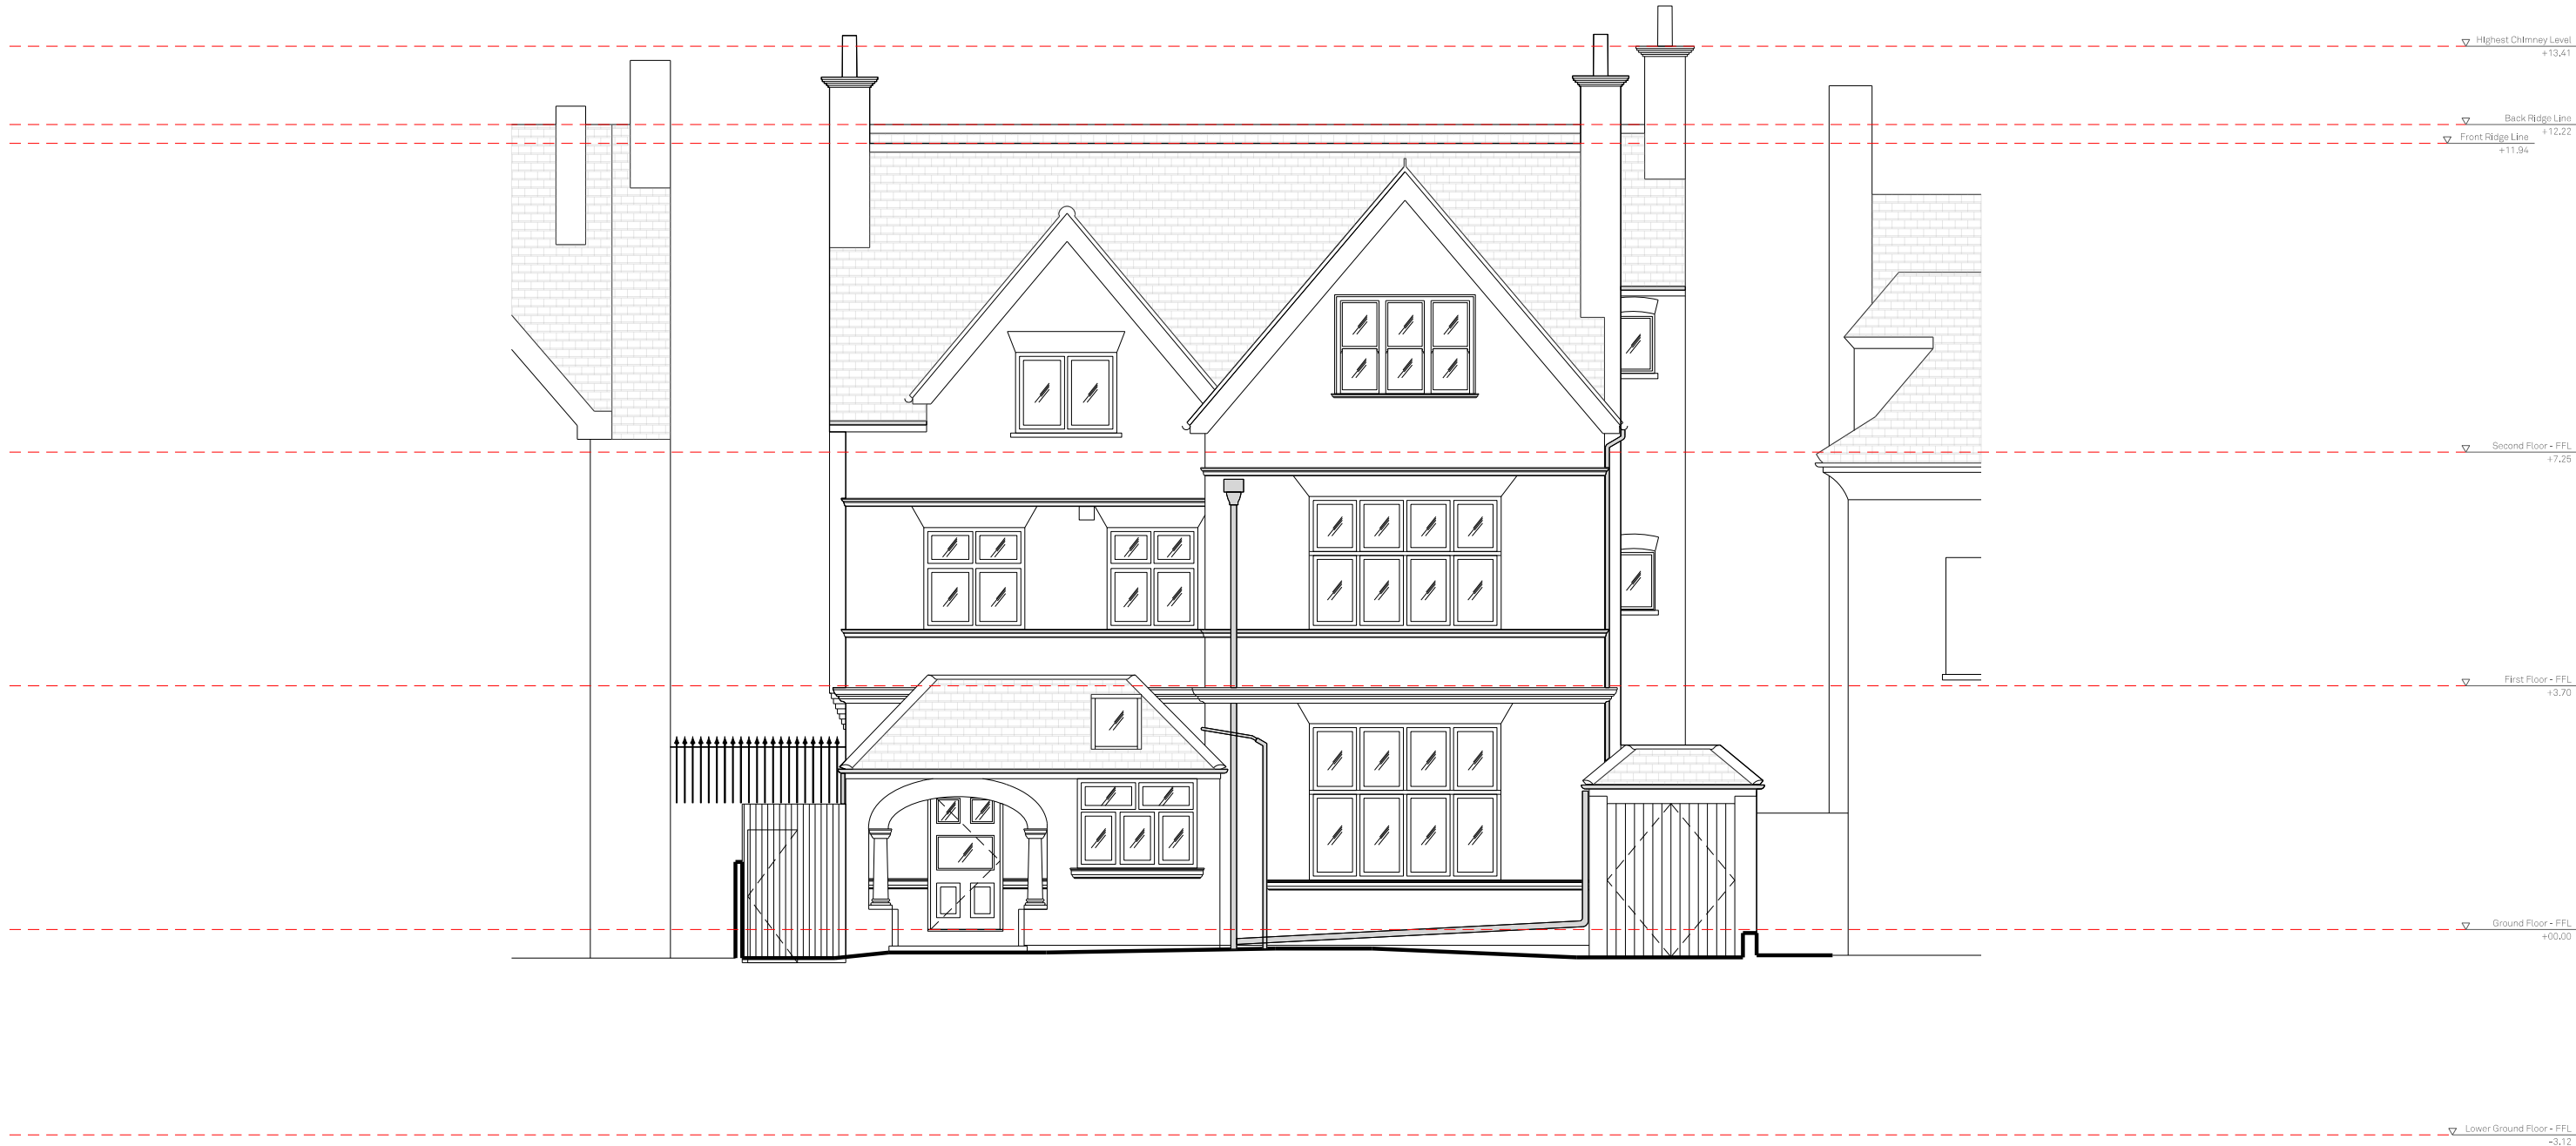 Highest Chimney Level
+13.41
Back Ridge Line
+12.22
Front Ridge Line
+11.94
Second Floor - FFL
+7.25
First Floor - FFL
+3.70
Ground Floor - FFL
+00.00
Lower Ground Floor - FFL
-3.12